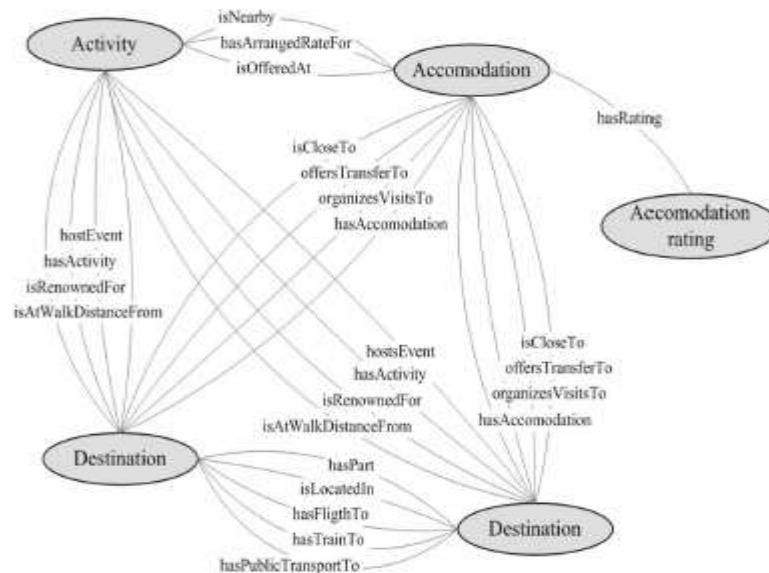 isNearby
Activity
hasArrangedRateFor
isOfferedAt
Accomodation
hasRating
isCloseTo
offersTransferTo
organizesVisitsTo
hasAccomodation
Accomodation
rating
hostEvent
hasActivity
isRenownedFor
isAtWalkDistanceFrom
hostsEvent
hasActivity
isRenownedFor
isAtWalkDistanceFrom
isCloseTo
offersTransferTo
organizesVisitsTo
hasAccomodation
Destination
hasPart
isLocatedIn
hasFligthTo
hasTrainTo
hasPublicTransportTo
Destination